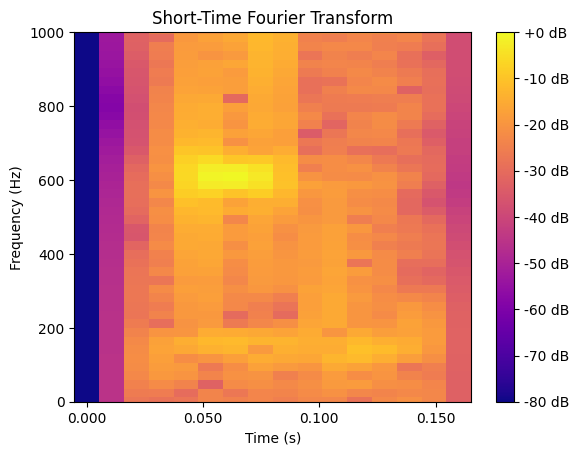 Short-Time Fourier Transform
Frequency (Hz)
1000
800
600
400
200
0
0.000
0.050
0.100
0.150
Time (s)
+0 dB
-10 dB
-20 dB
-30 dB
-40 dB
-50 dB
-60 dB
-70 dB
-80 dB